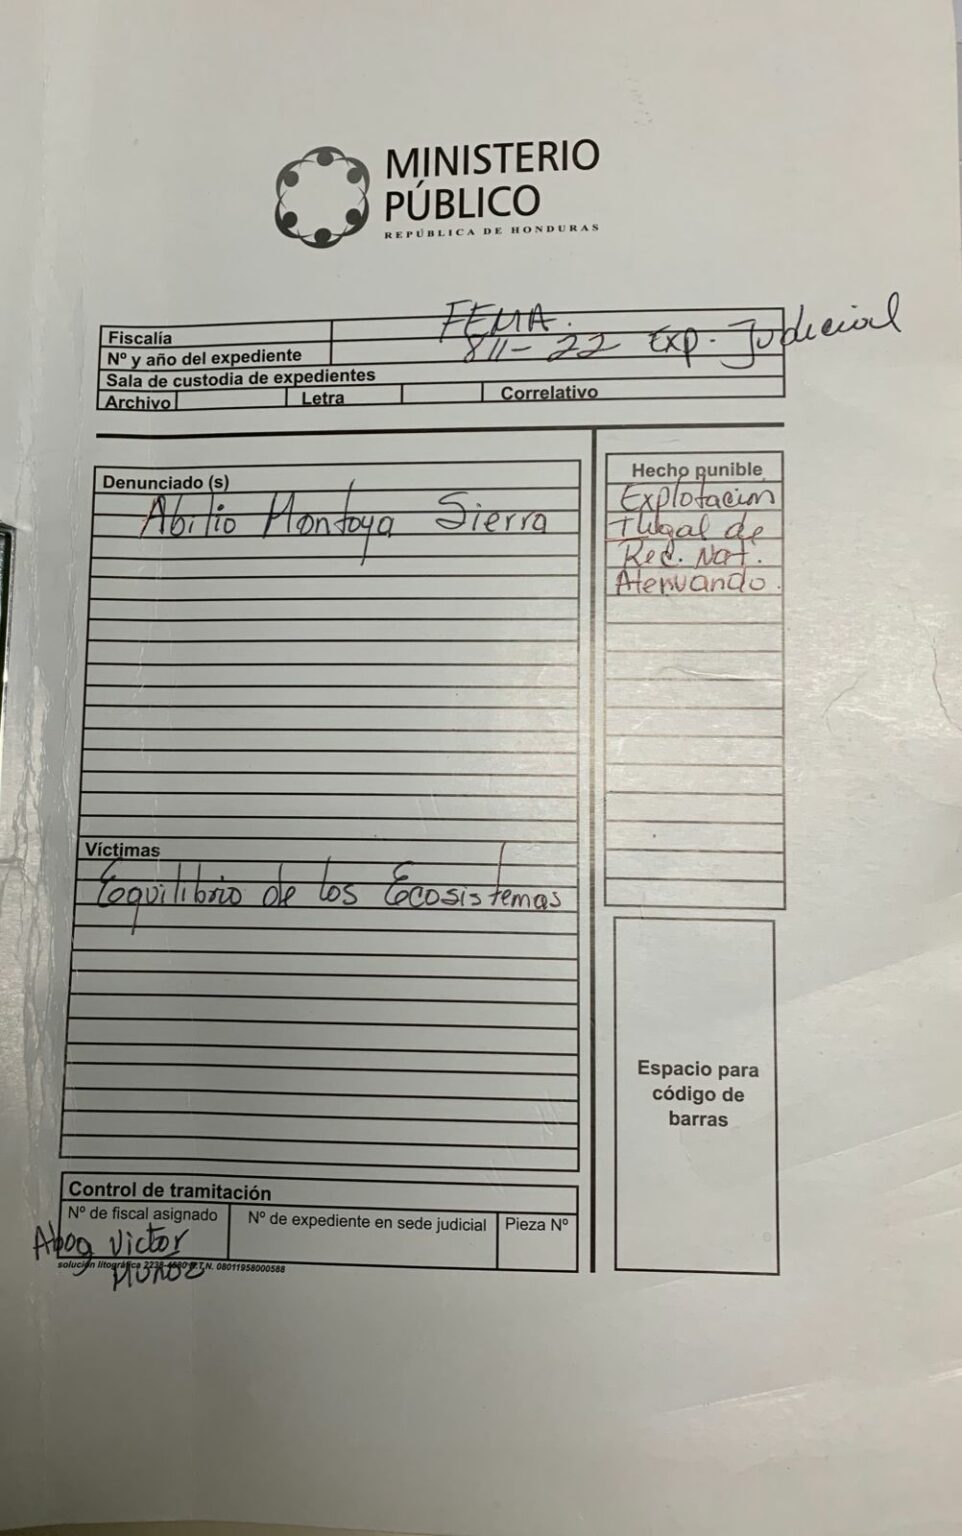 MINISTERIO
PÚBLICO
REPÚBLICA DE HONDURAS
Fiscalía FEMA.
Nº y año del expediente 811-22 Exp. Judicial
Sala de custodia de expedientes
Archivo Letra Correlativo
Denunciado (s)
Abilio Montoya Sierra
Hecho punible
Explotación
Ilegal de
Rec. Nat.
Atenuando.
Víctimas
Equilibrio de los Ecosistemas
Espacio para
código de
barras
Control de tramitación
Nº de fiscal asignado Nº de expediente en sede judicial Pieza Nº
Abog Victor
Muñoz
solución litográfica R.T.N. 08011958000588